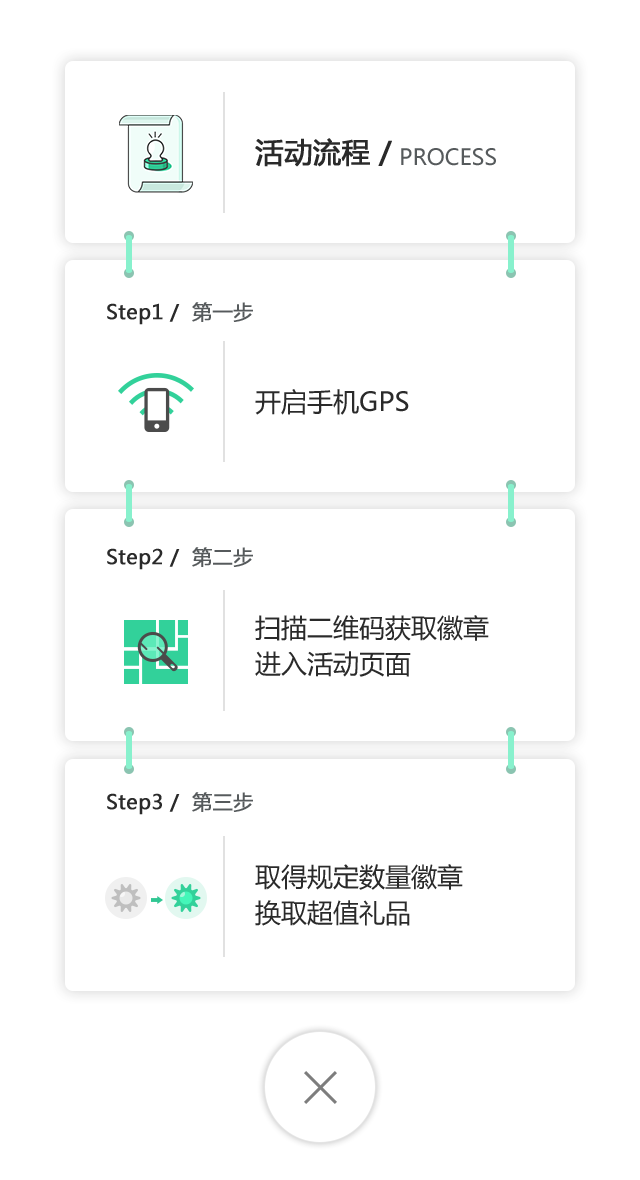 活动流程 / PROCESS
Step1 / 第一步
开启手机GPS
Step2 / 第二步
扫描二维码获取徽章
进入活动页面
Step3 / 第三步
取得规定数量徽章
换取超值礼品